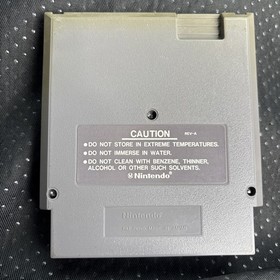 CAUTION REV-A
●DO NOT STORE IN EXTREME TEMPERATURES.
●DO NOT IMMERSE IN WATER.
●DO NOT CLEAN WITH BENZENE, THINNER,
ALCOHOL OR OTHER SUCH SOLVENTS.
Nintendo®
Nintendo